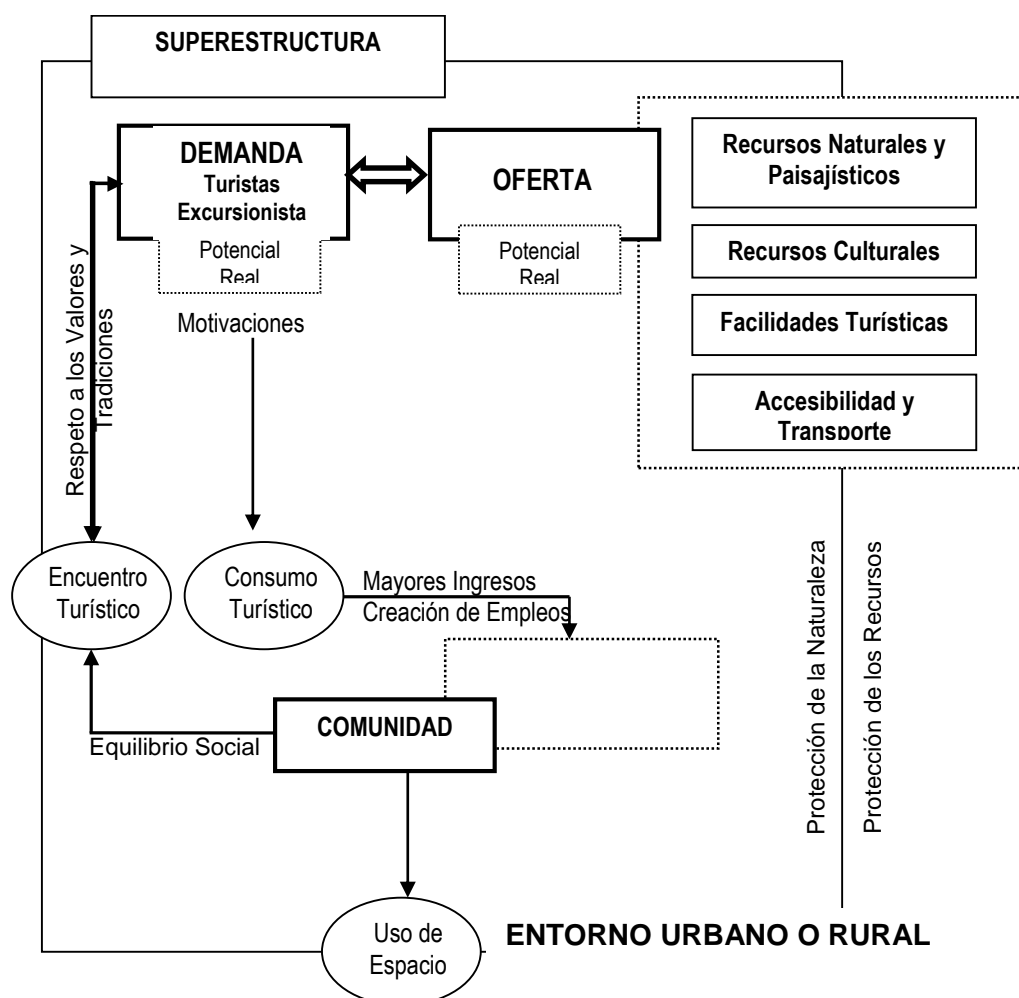 SUPERESTRUCTURA
DEMANDA
Turistas
Excursionista
Potencial
Real
OFERTA
Potencial
Real
Recursos Naturales y
Paisajísticos
Recursos Culturales
Facilidades Turísticas
Accesibilidad y
Transporte
Motivaciones
Respeto a los Valores y
Tradiciones
Encuentro
Turístico
Consumo
Turístico
Mayores Ingresos
Creación de Empleos
COMUNIDAD
Equilibrio Social
Protección de la Naturaleza
Protección de los Recursos
Uso de
Espacio
ENTORNO URBANO O RURAL